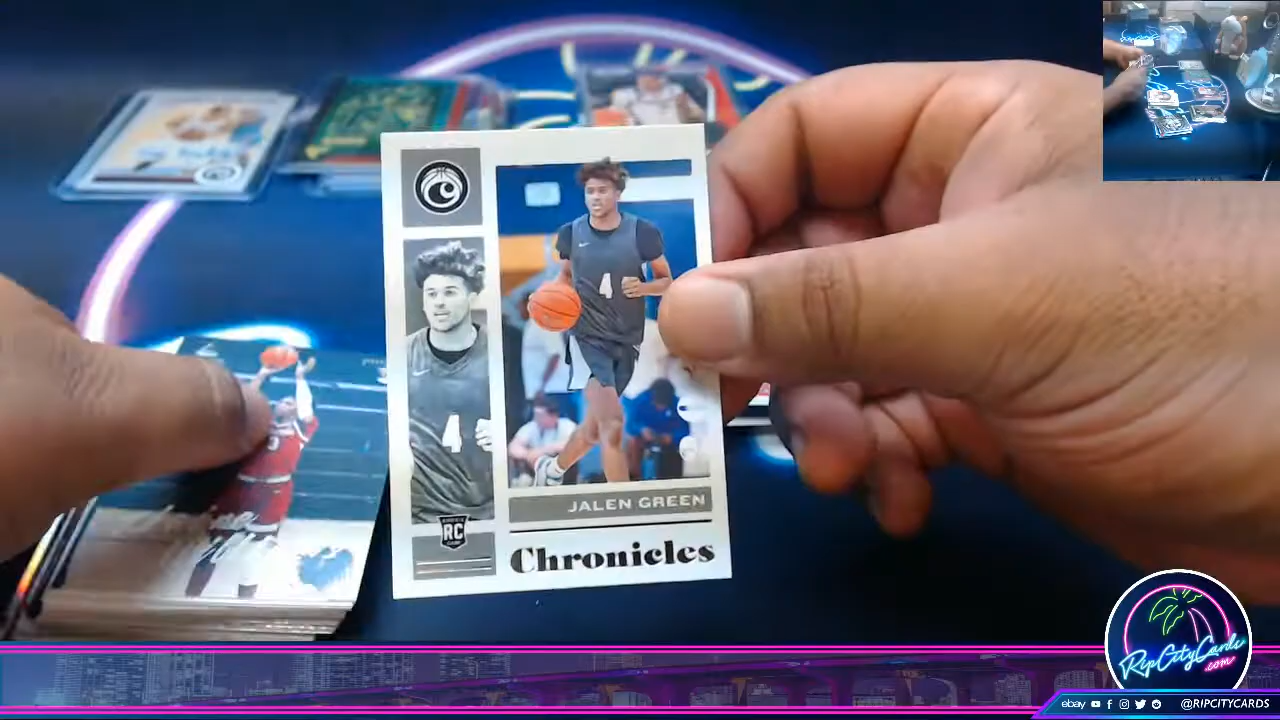 4
4
RC
JALEN GREEN
Chronicles
RipCityCards
.com
ebay
@RIPCITYCARDS